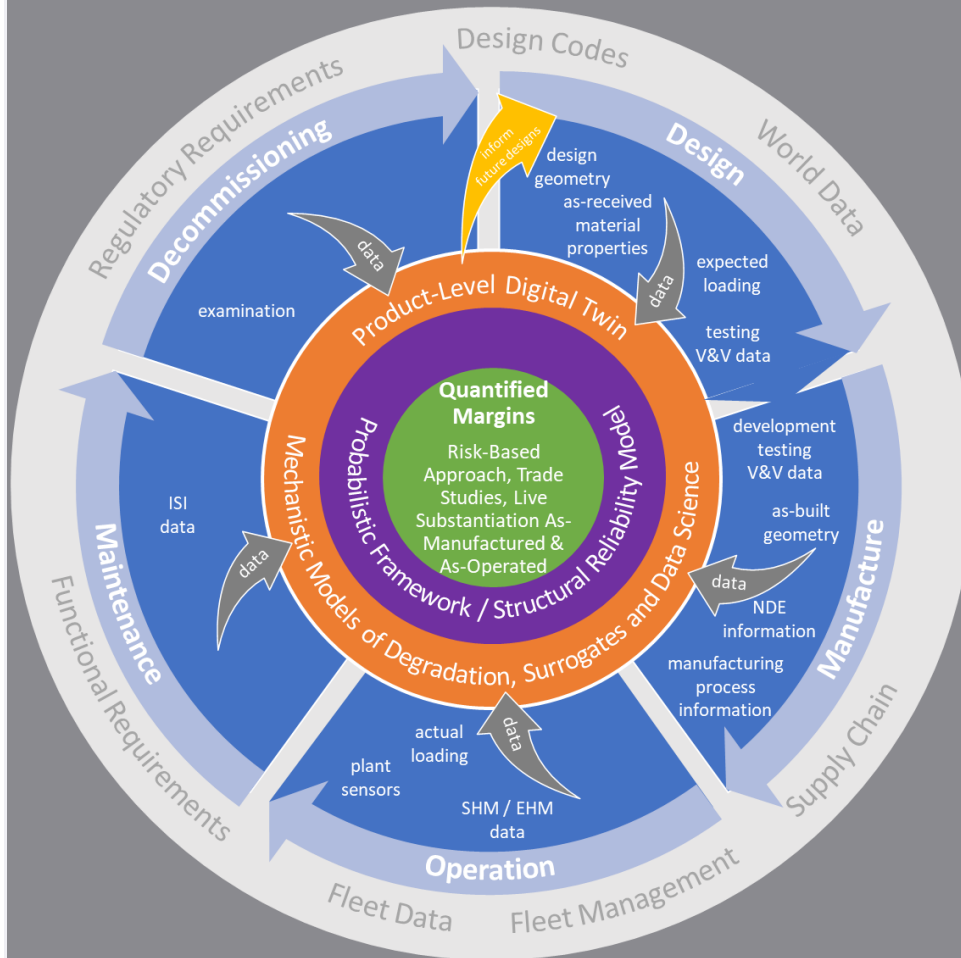 Design Codes
World Data
Supply Chain
Fleet Management
Fleet Data
Functional Requirements
Regulatory Requirements
Design
design
geometry
as-received
material
properties
expected
loading
testing
V&V data
data
Manufacture
development
testing
V&V data
as-built
geometry
data
NDE
information
manufacturing
process
information
Operation
actual
loading
plant
sensors
SHM / EHM
data
data
Maintenance
ISI
data
data
Decommissioning
examination
data
Inform
future designs
Product-Level Digital Twin
Mechanistic Models of Degradation, Surrogates and Data Science
Probabilistic Framework / Structural Reliability Model
Quantified
Margins
Risk-Based
Approach, Trade
Studies, Live
Substantiation As-
Manufactured &
As-Operated